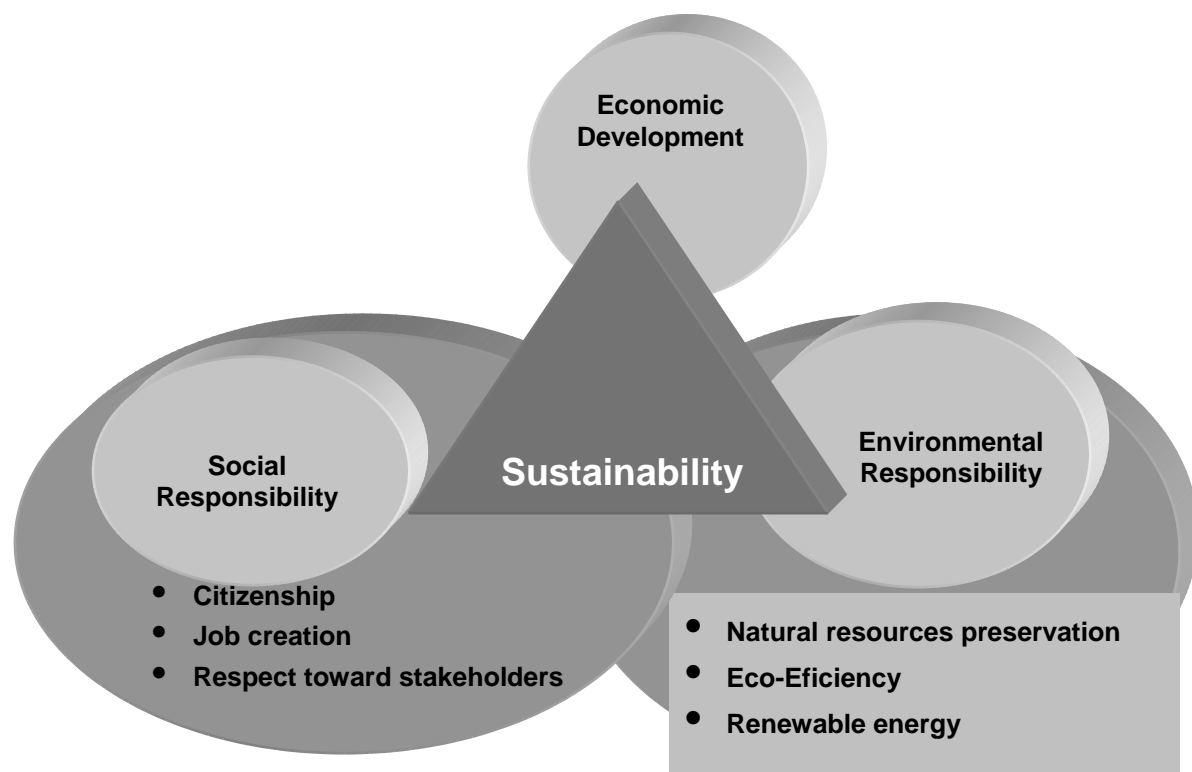 Economic
Development
Social
Responsibility
Sustainability
Environmental
Responsibility
• Citizenship
• Job creation
• Respect toward stakeholders
• Natural resources preservation
• Eco-Eficiency
• Renewable energy